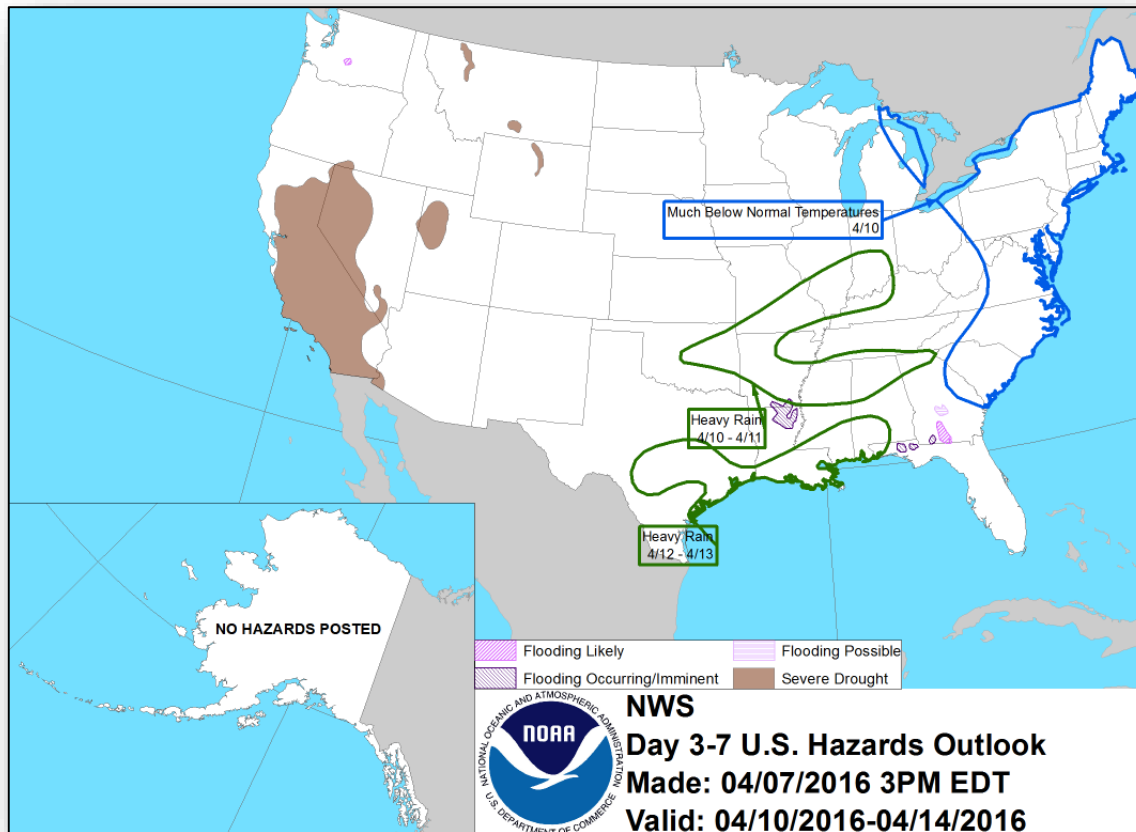 Much Below Normal Temperatures
4/10
Heavy Rain
4/10 - 4/11
Heavy Rain
4/12 - 4/13
NO HAZARDS POSTED
Flooding Likely
Flooding Possible
Flooding Occurring/Imminent
Severe Drought
NATIONAL OCEANIC AND ATMOSPHERIC ADMINISTRATION
NOAA
U.S. DEPARTMENT OF COMMERCE
NWS
Day 3-7 U.S. Hazards Outlook
Made: 04/07/2016 3PM EDT
Valid: 04/10/2016-04/14/2016